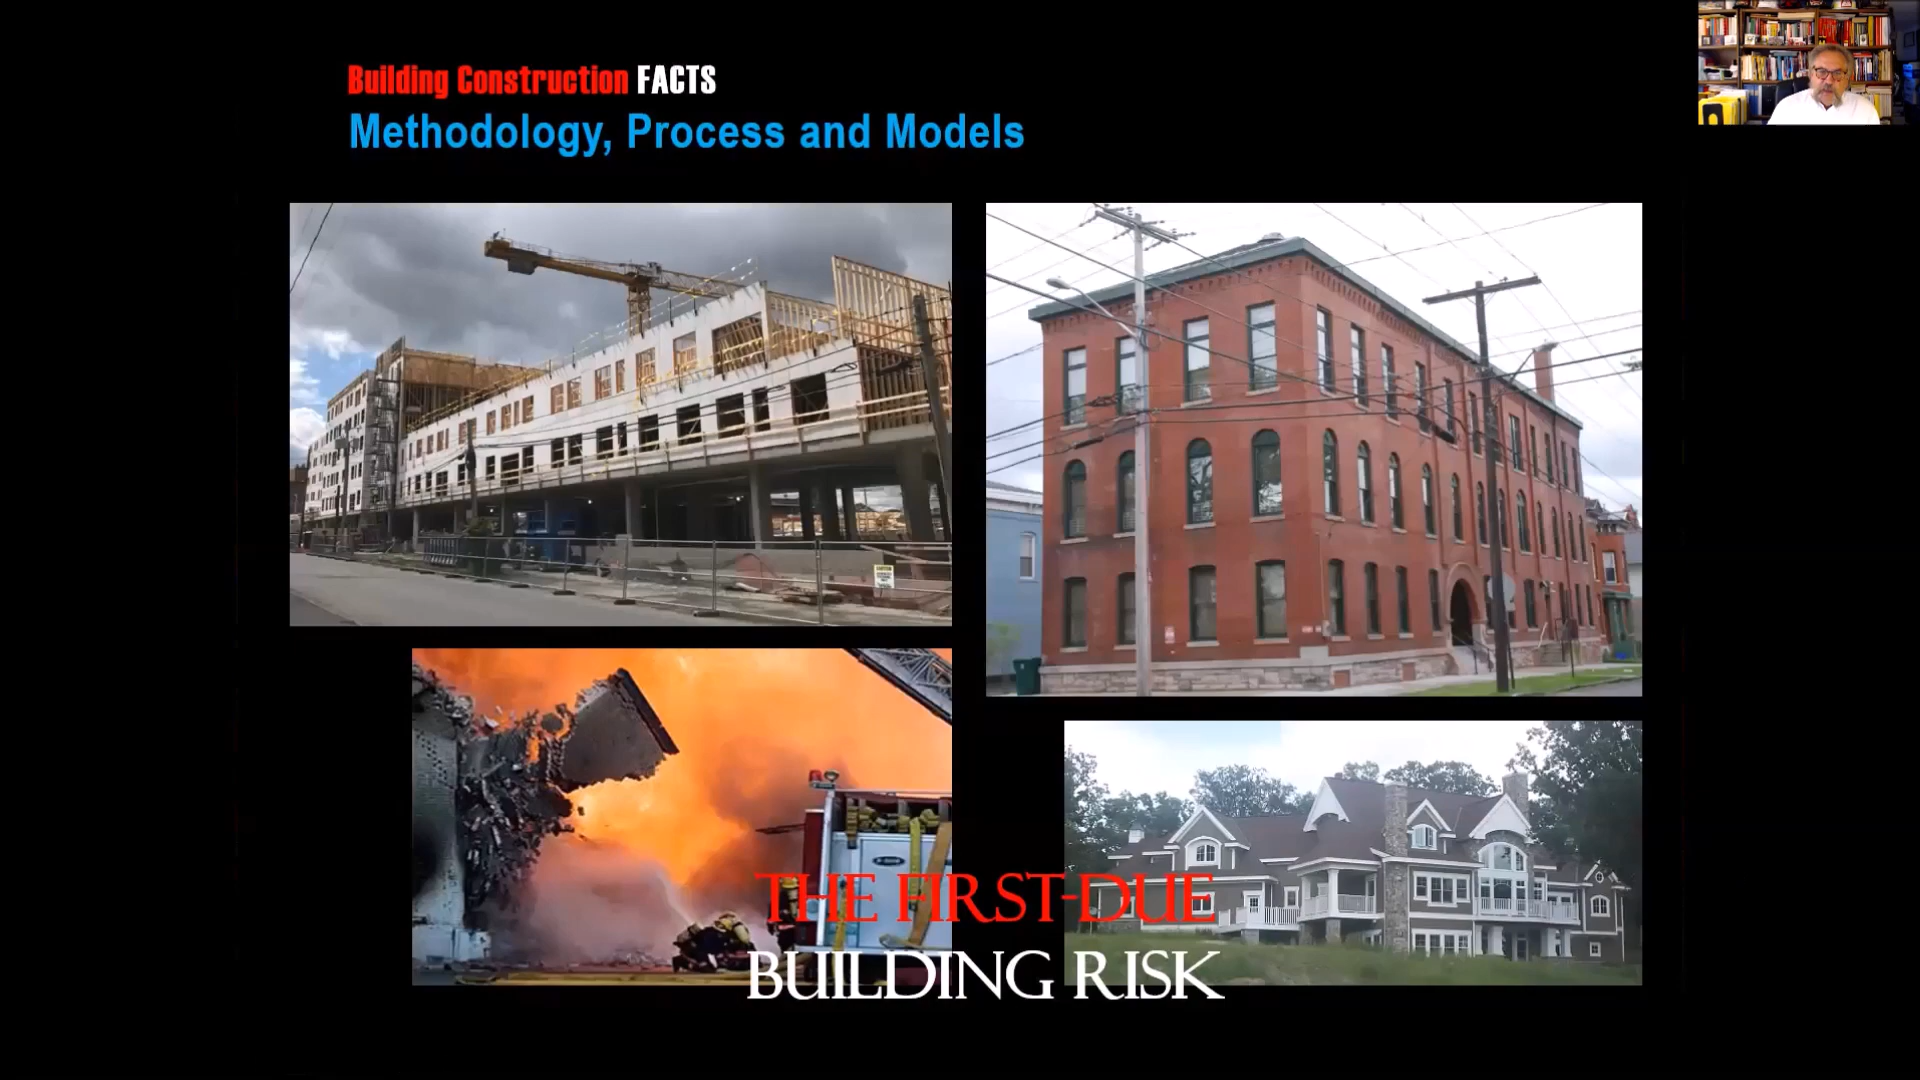 Building Construction FACTS
Methodology, Process and Models
THE FIRST-DUE
BUILDING RISK